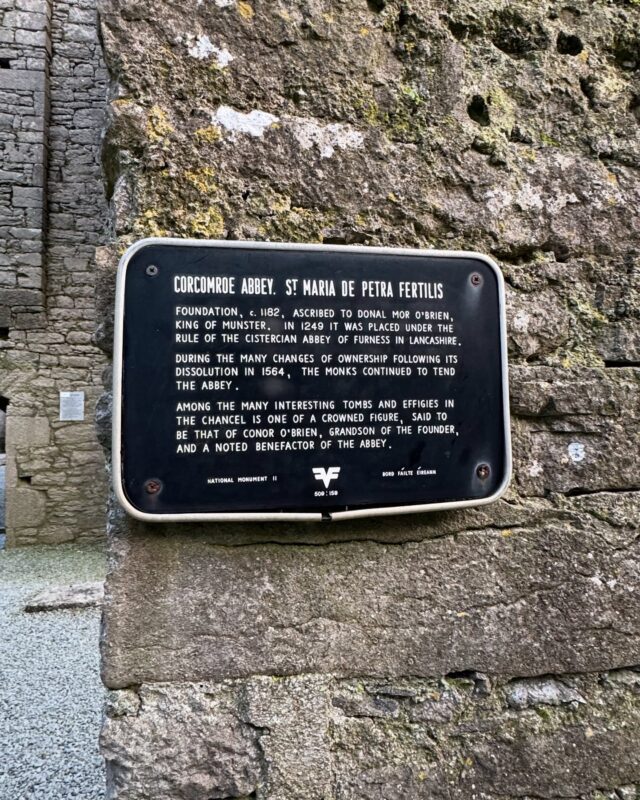 CORCOMROE ABBEY. ST MARIA DE PETRA FERTILIS
FOUNDATION, c. 1182, ASCRIBED TO DONAL MOR O'BRIEN,
KING OF MUNSTER. IN 1249 IT WAS PLACED UNDER THE
RULE OF THE CISTERCIAN ABBEY OF FURNESS IN LANCASHIRE.
DURING THE MANY CHANGES OF OWNERSHIP FOLLOWING ITS
DISSOLUTION IN 1564, THE MONKS CONTINUED TO TEND
THE ABBEY.
AMONG THE MANY INTERESTING TOMBS AND EFFIGIES IN
THE CHANCEL IS ONE OF A CROWNED FIGURE, SAID TO
BE THAT OF CONOR O'BRIEN, GRANDSON OF THE FOUNDER,
AND A NOTED BENEFACTOR OF THE ABBEY.
NATIONAL MONUMENT 11
BORD FÁILTE ÉIREANN